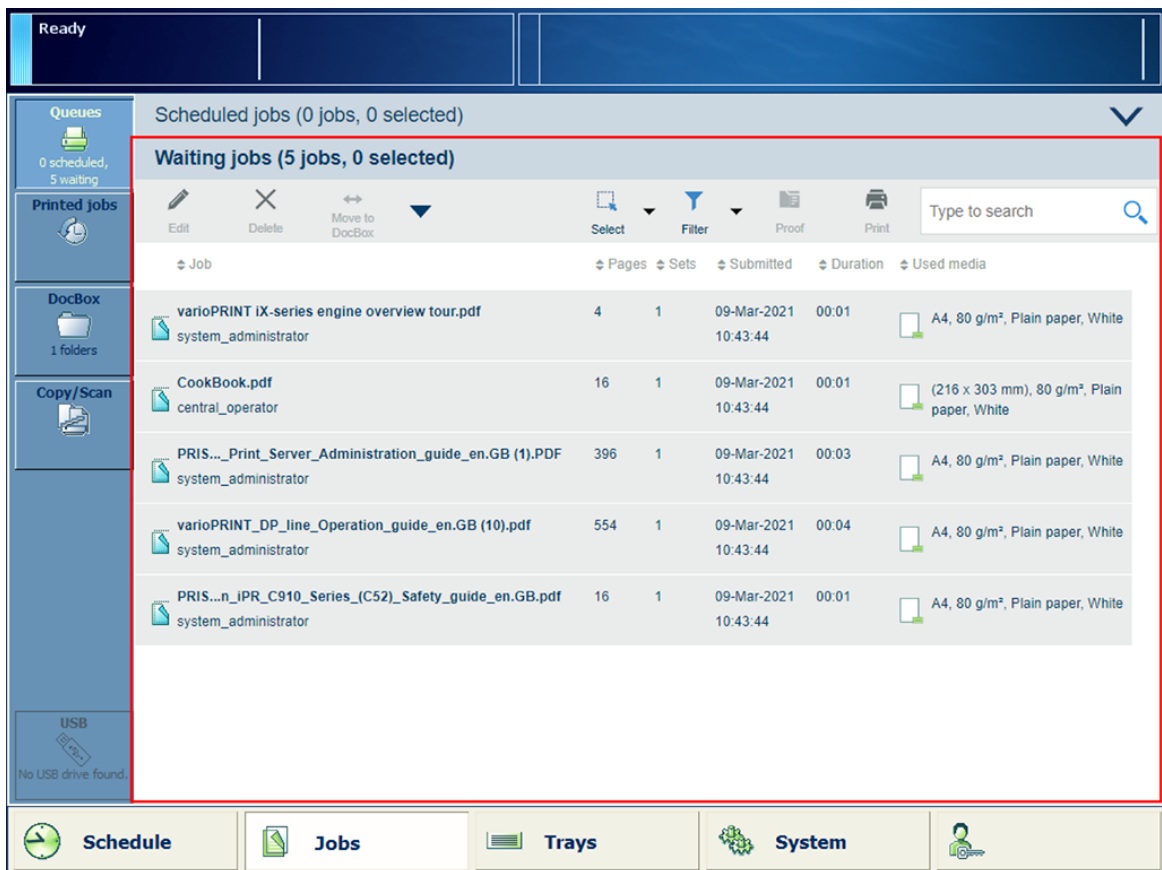 Ready
Queues
0 scheduled,
5 waiting
Printed jobs
DocBox
1 folders
Copy/Scan
USB
No USB drive found.
Scheduled jobs (0 jobs, 0 selected)
Waiting jobs (5 jobs, 0 selected)
Edit
Delete
Move to
DocBox
Select
Filter
Proof
Print
Type to search
Job Pages Sets Submitted Duration Used media
varioPRINT iX-series engine overview tour.pdf 4 1 09-Mar-2021 00:01 A4, 80 g/m², Plain paper, White
system_administrator 10:43:44
CookBook.pdf 16 1 09-Mar-2021 00:01 (216 x 303 mm), 80 g/m², Plain
central_operator 10:43:44 paper, White
PRIS..._Print_Server_Administration_guide_en.GB (1).PDF 396 1 09-Mar-2021 00:03 A4, 80 g/m², Plain paper, White
system_administrator 10:43:44
varioPRINT_DP_line_Operation_guide_en.GB (10).pdf 554 1 09-Mar-2021 00:04 A4, 80 g/m², Plain paper, White
system_administrator 10:43:44
PRIS...n_iPR_C910_Series_(C52)_Safety_guide_en.GB.pdf 16 1 09-Mar-2021 00:01 A4, 80 g/m², Plain paper, White
system_administrator 10:43:44
Schedule
Jobs
Trays
System